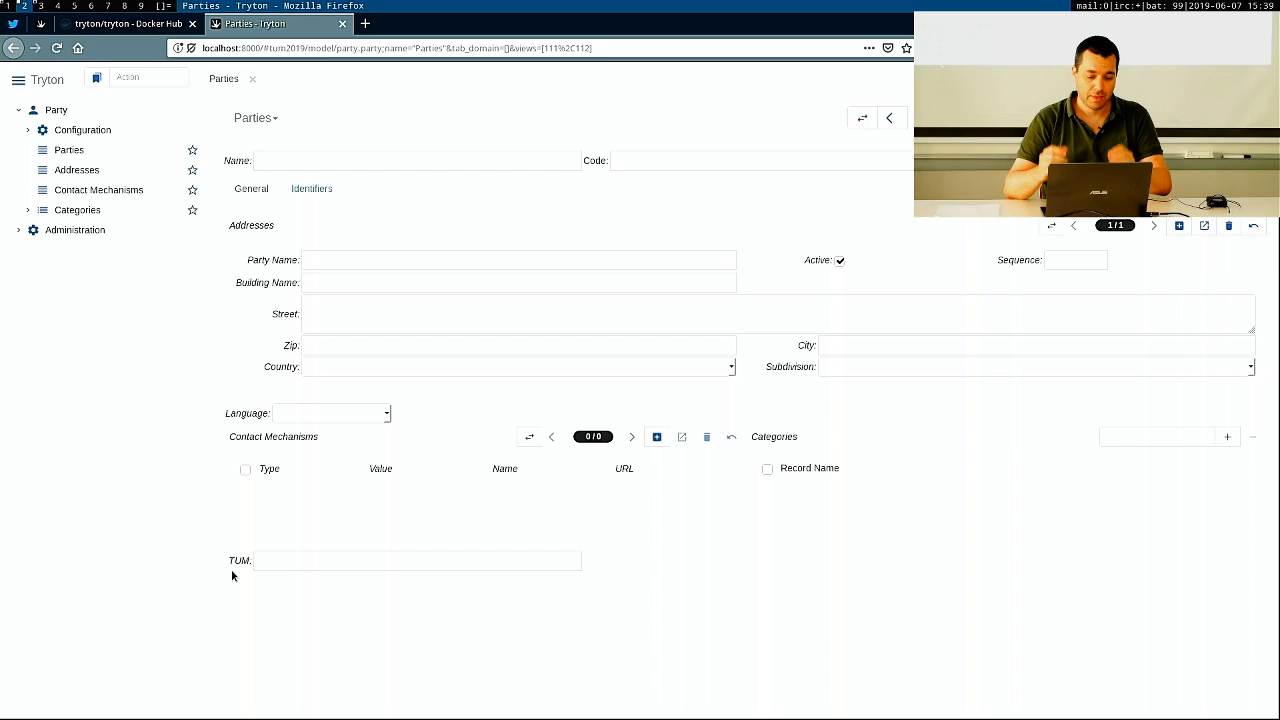 1 2 3 4 5 6 7 8 9 []= Parties - Tryton - Mozilla Firefox mail:0|irc:+|bat: 99|2019-06-07 15:39
tryton/tryton - Docker Hub Parties - Tryton
localhost:8000/#tum2019/model/party.party;name="Parties"&tab_domain=[]&views=[111%2C112]
Tryton Action Parties
Party
Configuration
Parties
Addresses
Contact Mechanisms
Categories
Administration
Parties
Name: Code:
General Identifiers
Addresses 1/1
Party Name: Active: Sequence:
Building Name:
Street:
Zip: City:
Country: Subdivision:
Language:
Contact Mechanisms 0/0 Categories
Type Value Name URL Record Name
TUM:
ASUS